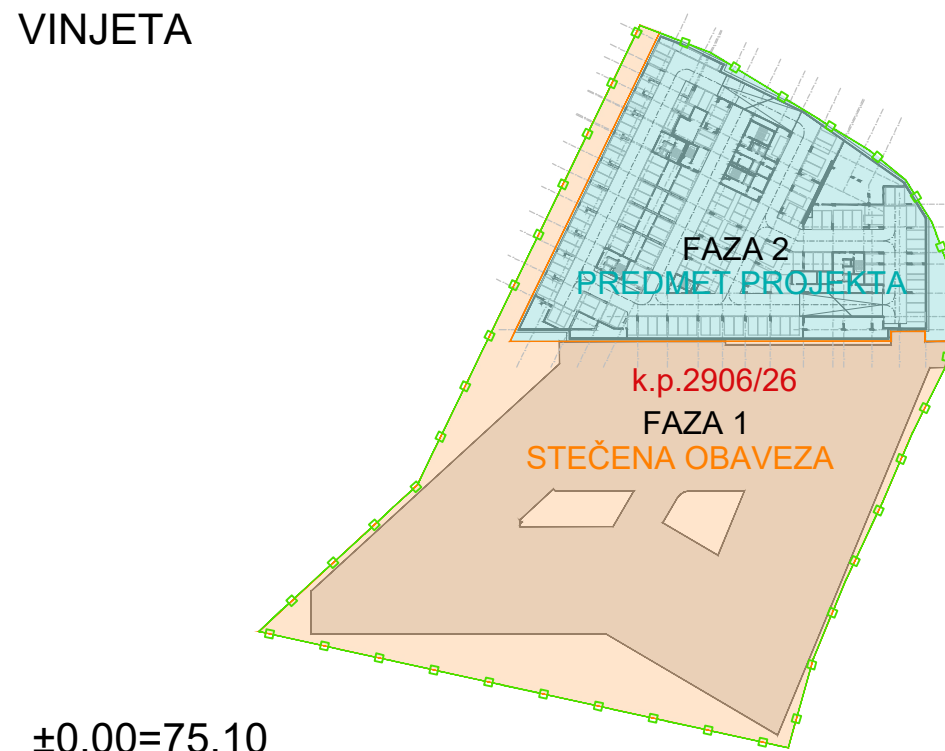 VINJETA
FAZA 2
PREDMET PROJEKTA
k.p.2906/26
FAZA 1
STEČENA OBAVEZA
±0.00=75.10